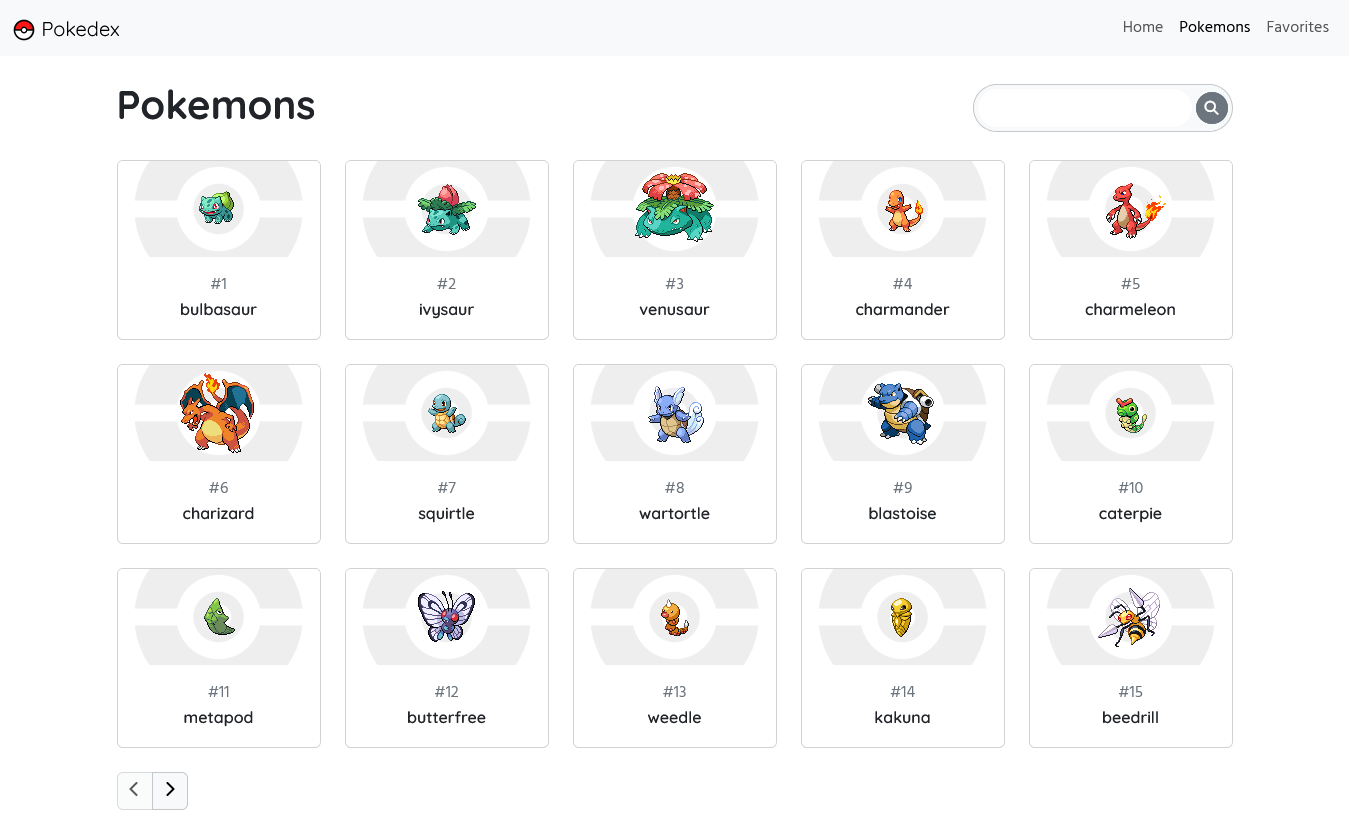 Pokedex
Home Pokemons Favorites
Pokemons
#1 #2 #3 #4 #5
bulbasaur ivysaur venusaur charmander charmeleon
#6 #7 #8 #9 #10
charizard squirtle wartortle blastoise caterpie
#11 #12 #13 #14 #15
metapod butterfree weedle kakuna beedrill